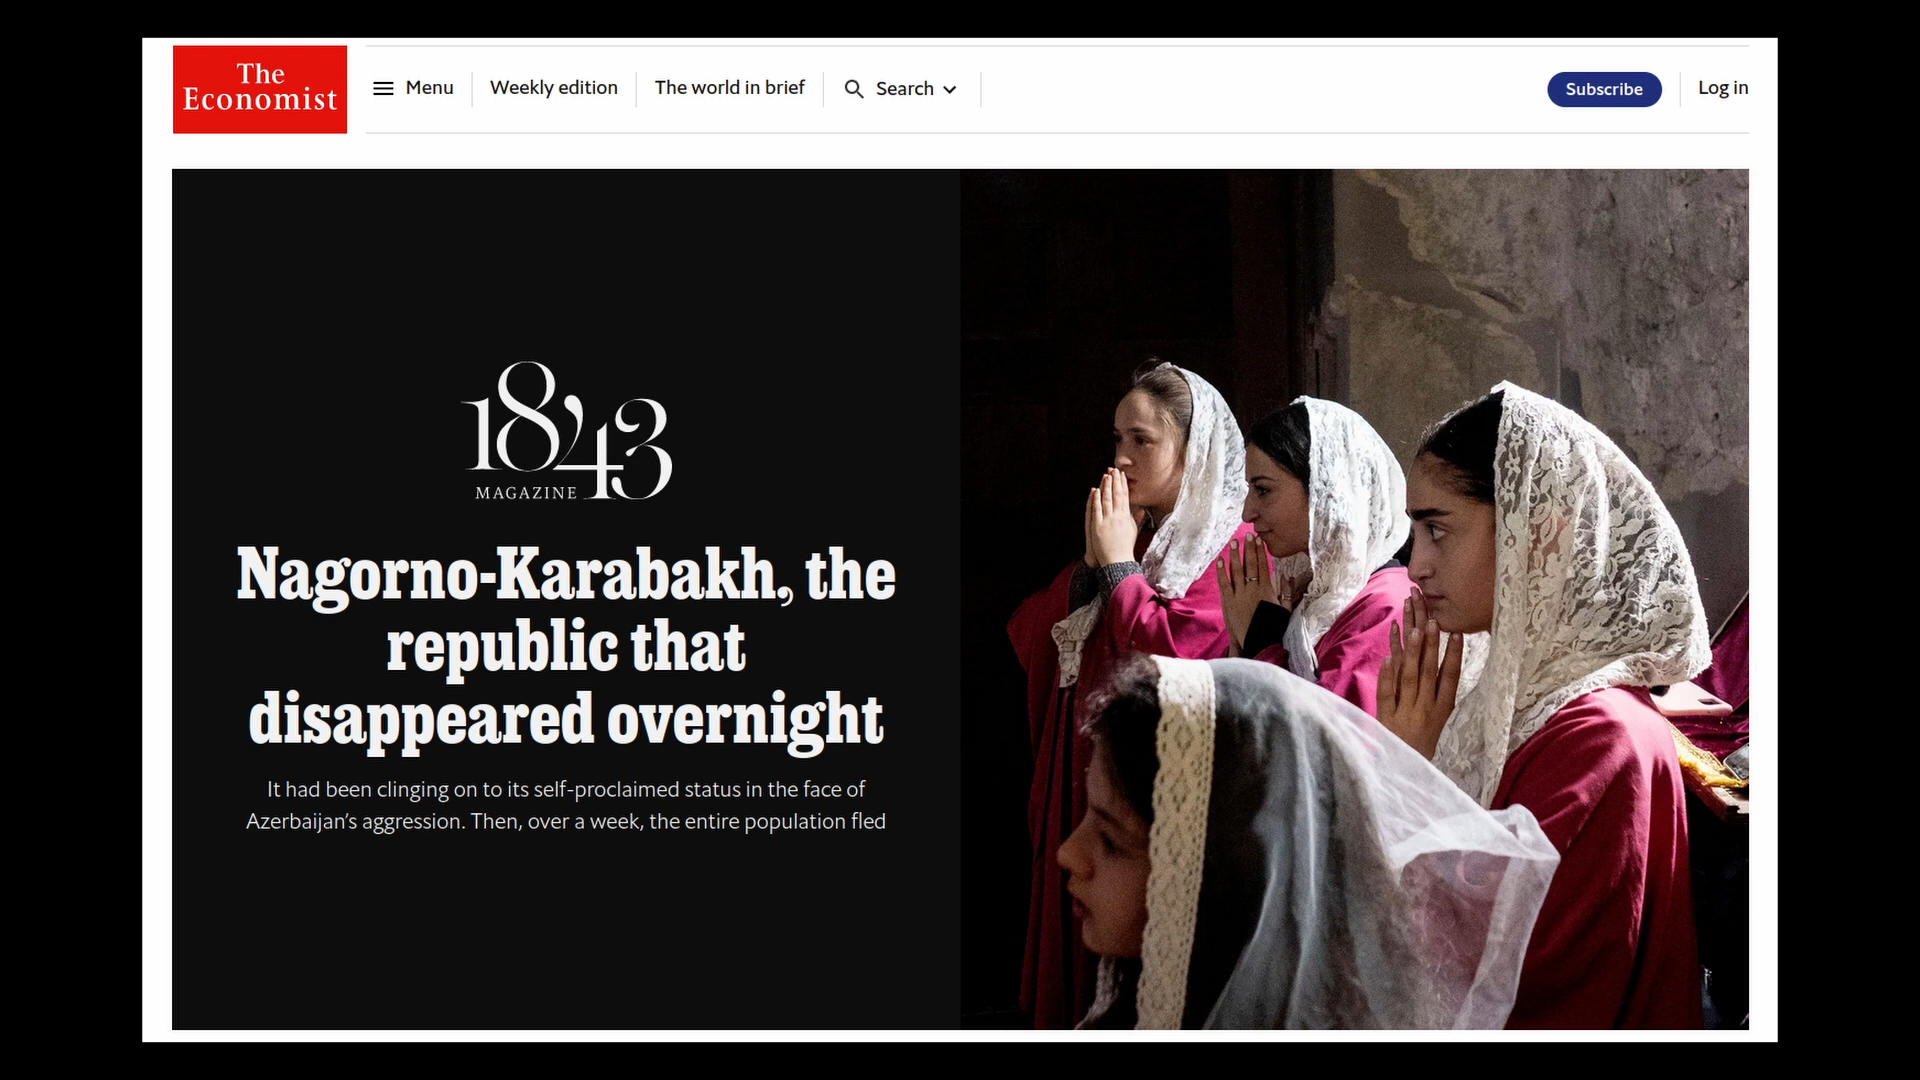 The
Economist
Menu
Weekly edition
The world in brief
Search
Subscribe
Log in
1843
MAGAZINE
Nagorno-Karabakh, the
republic that
disappeared overnight
It had been clinging on to its self-proclaimed status in the face of
Azerbaijan’s aggression. Then, over a week, the entire population fled